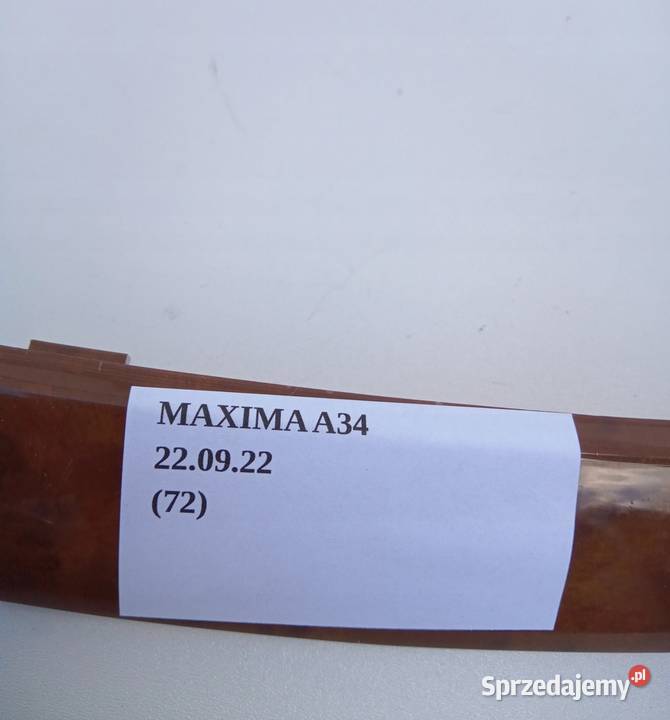 MAXIMA A34
22.09.22
(72)
Sprzedajemy.pl